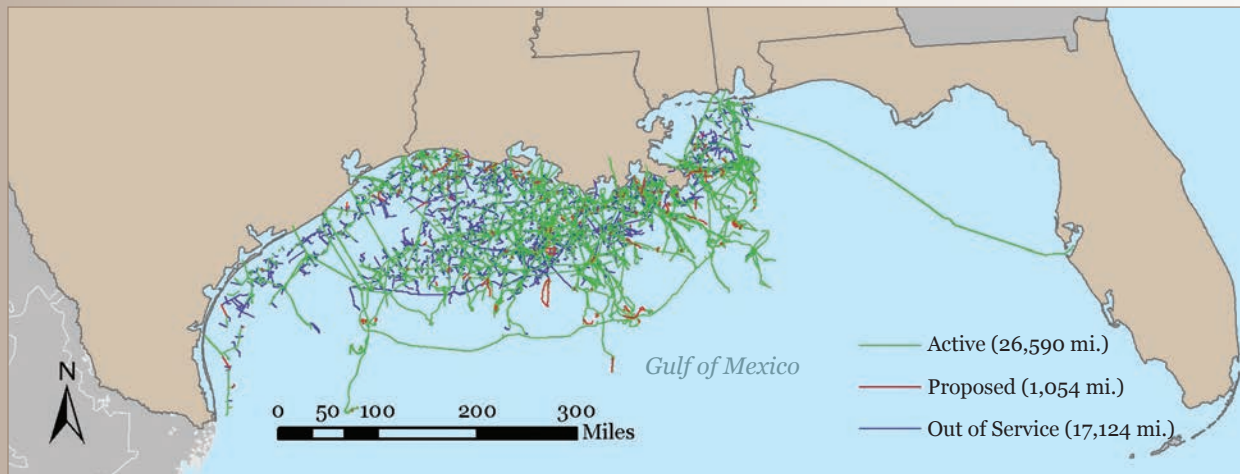 Gulf of Mexico
Active (26,590 mi.)
Proposed (1,054 mi.)
Out of Service (17,124 mi.)
N
0 50 100 200 300
Miles